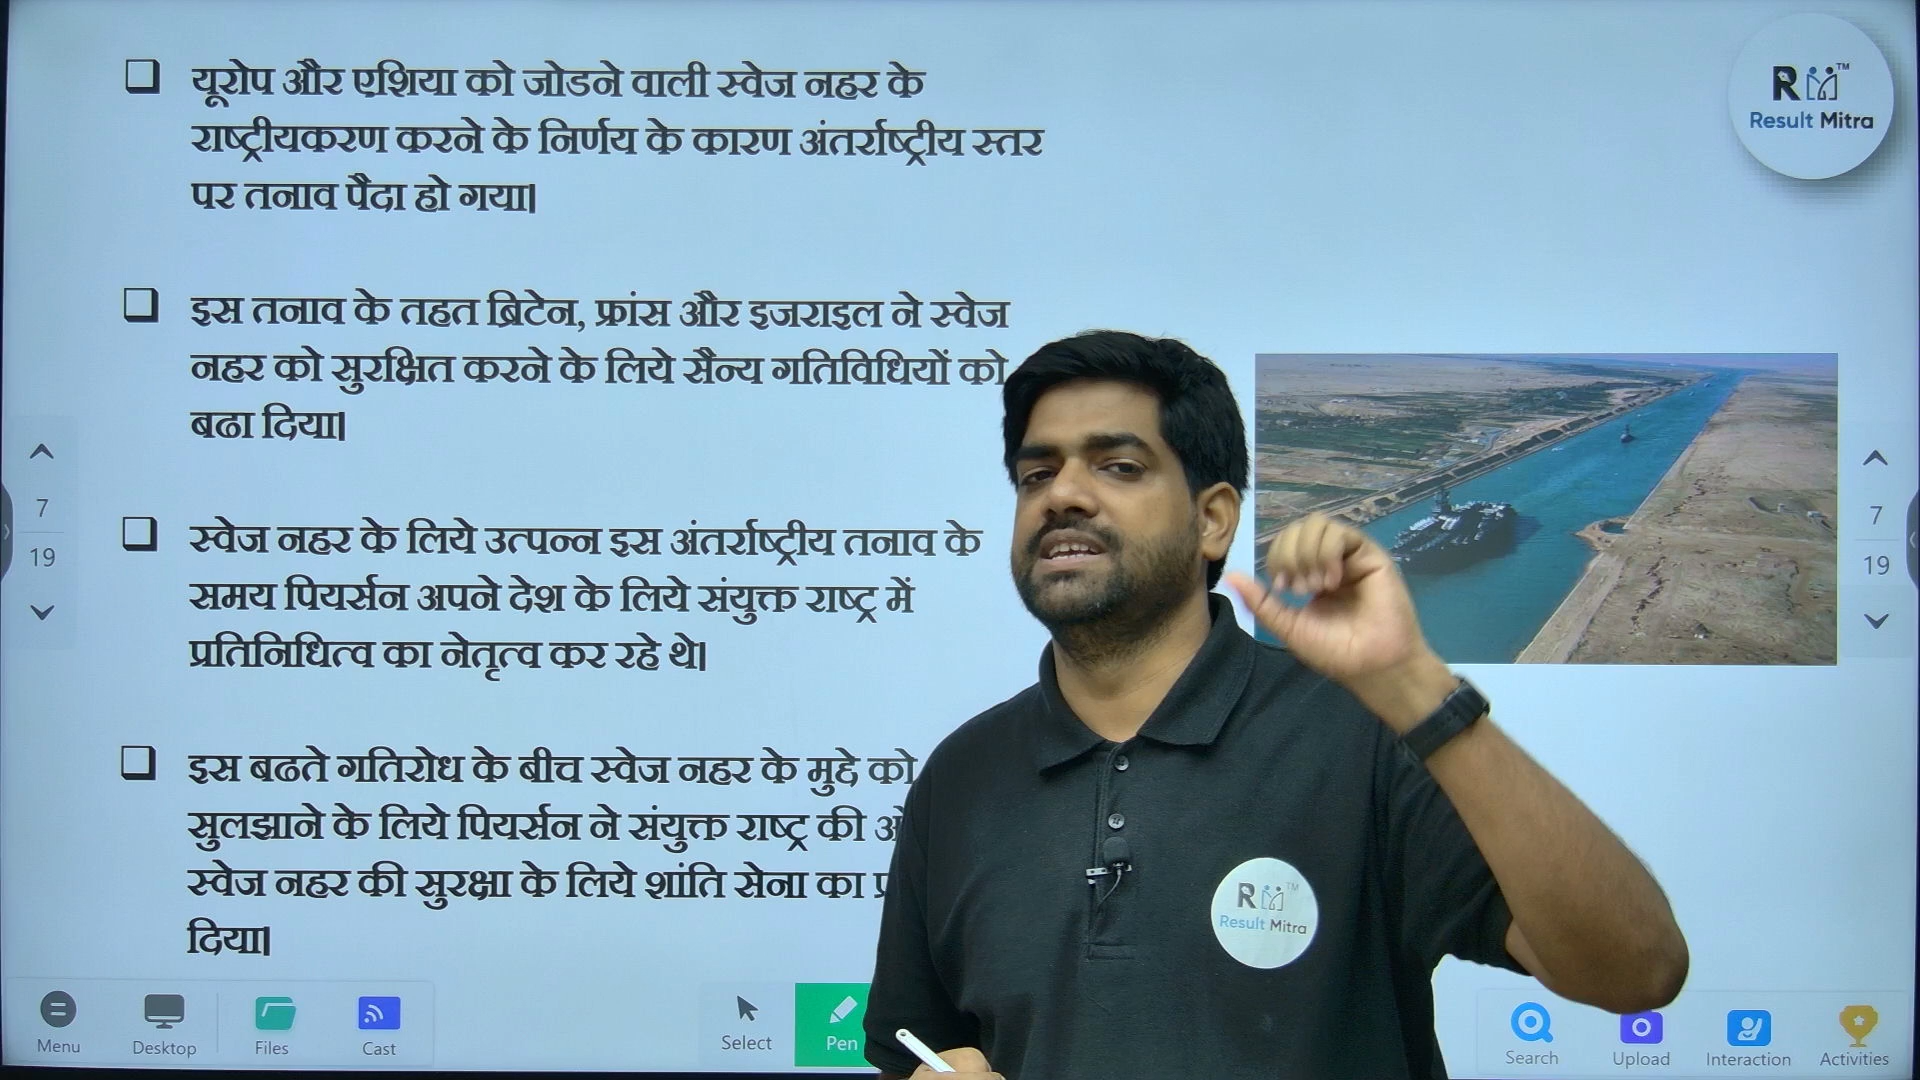 यूरोप और एशिया को जोडने वाली स्वेज नहर के
राष्ट्रीयकरण करने के निर्णय के कारण अंतर्राष्ट्रीय स्तर
पर तनाव पैदा हो गया।
इस तनाव के तहत ब्रिटेन, फ्रांस और इजराइल ने स्वेज
नहर को सुरक्षित करने के लिये सैन्य गतिविधियों को
बढा दिया।
स्वेज नहर के लिये उत्पन्न इस अंतर्राष्ट्रीय तनाव के
समय पियर्सन अपने देश के लिये संयुक्त राष्ट्र में
प्रतिनिधित्व का नेतृत्व कर रहे थे।
इस बढते गतिरोध के बीच स्वेज नहर के मुद्दे को
सुलझाने के लिये पियर्सन ने संयुक्त राष्ट्र की
स्वेज नहर की सुरक्षा के लिये शांति सेना का
दिया।
RM™
Result Mitra
7
19
7
19
RM™
Result Mitra
Menu
Desktop
Files
Cast
Select
Pen
Search
Upload
Interaction
Activities